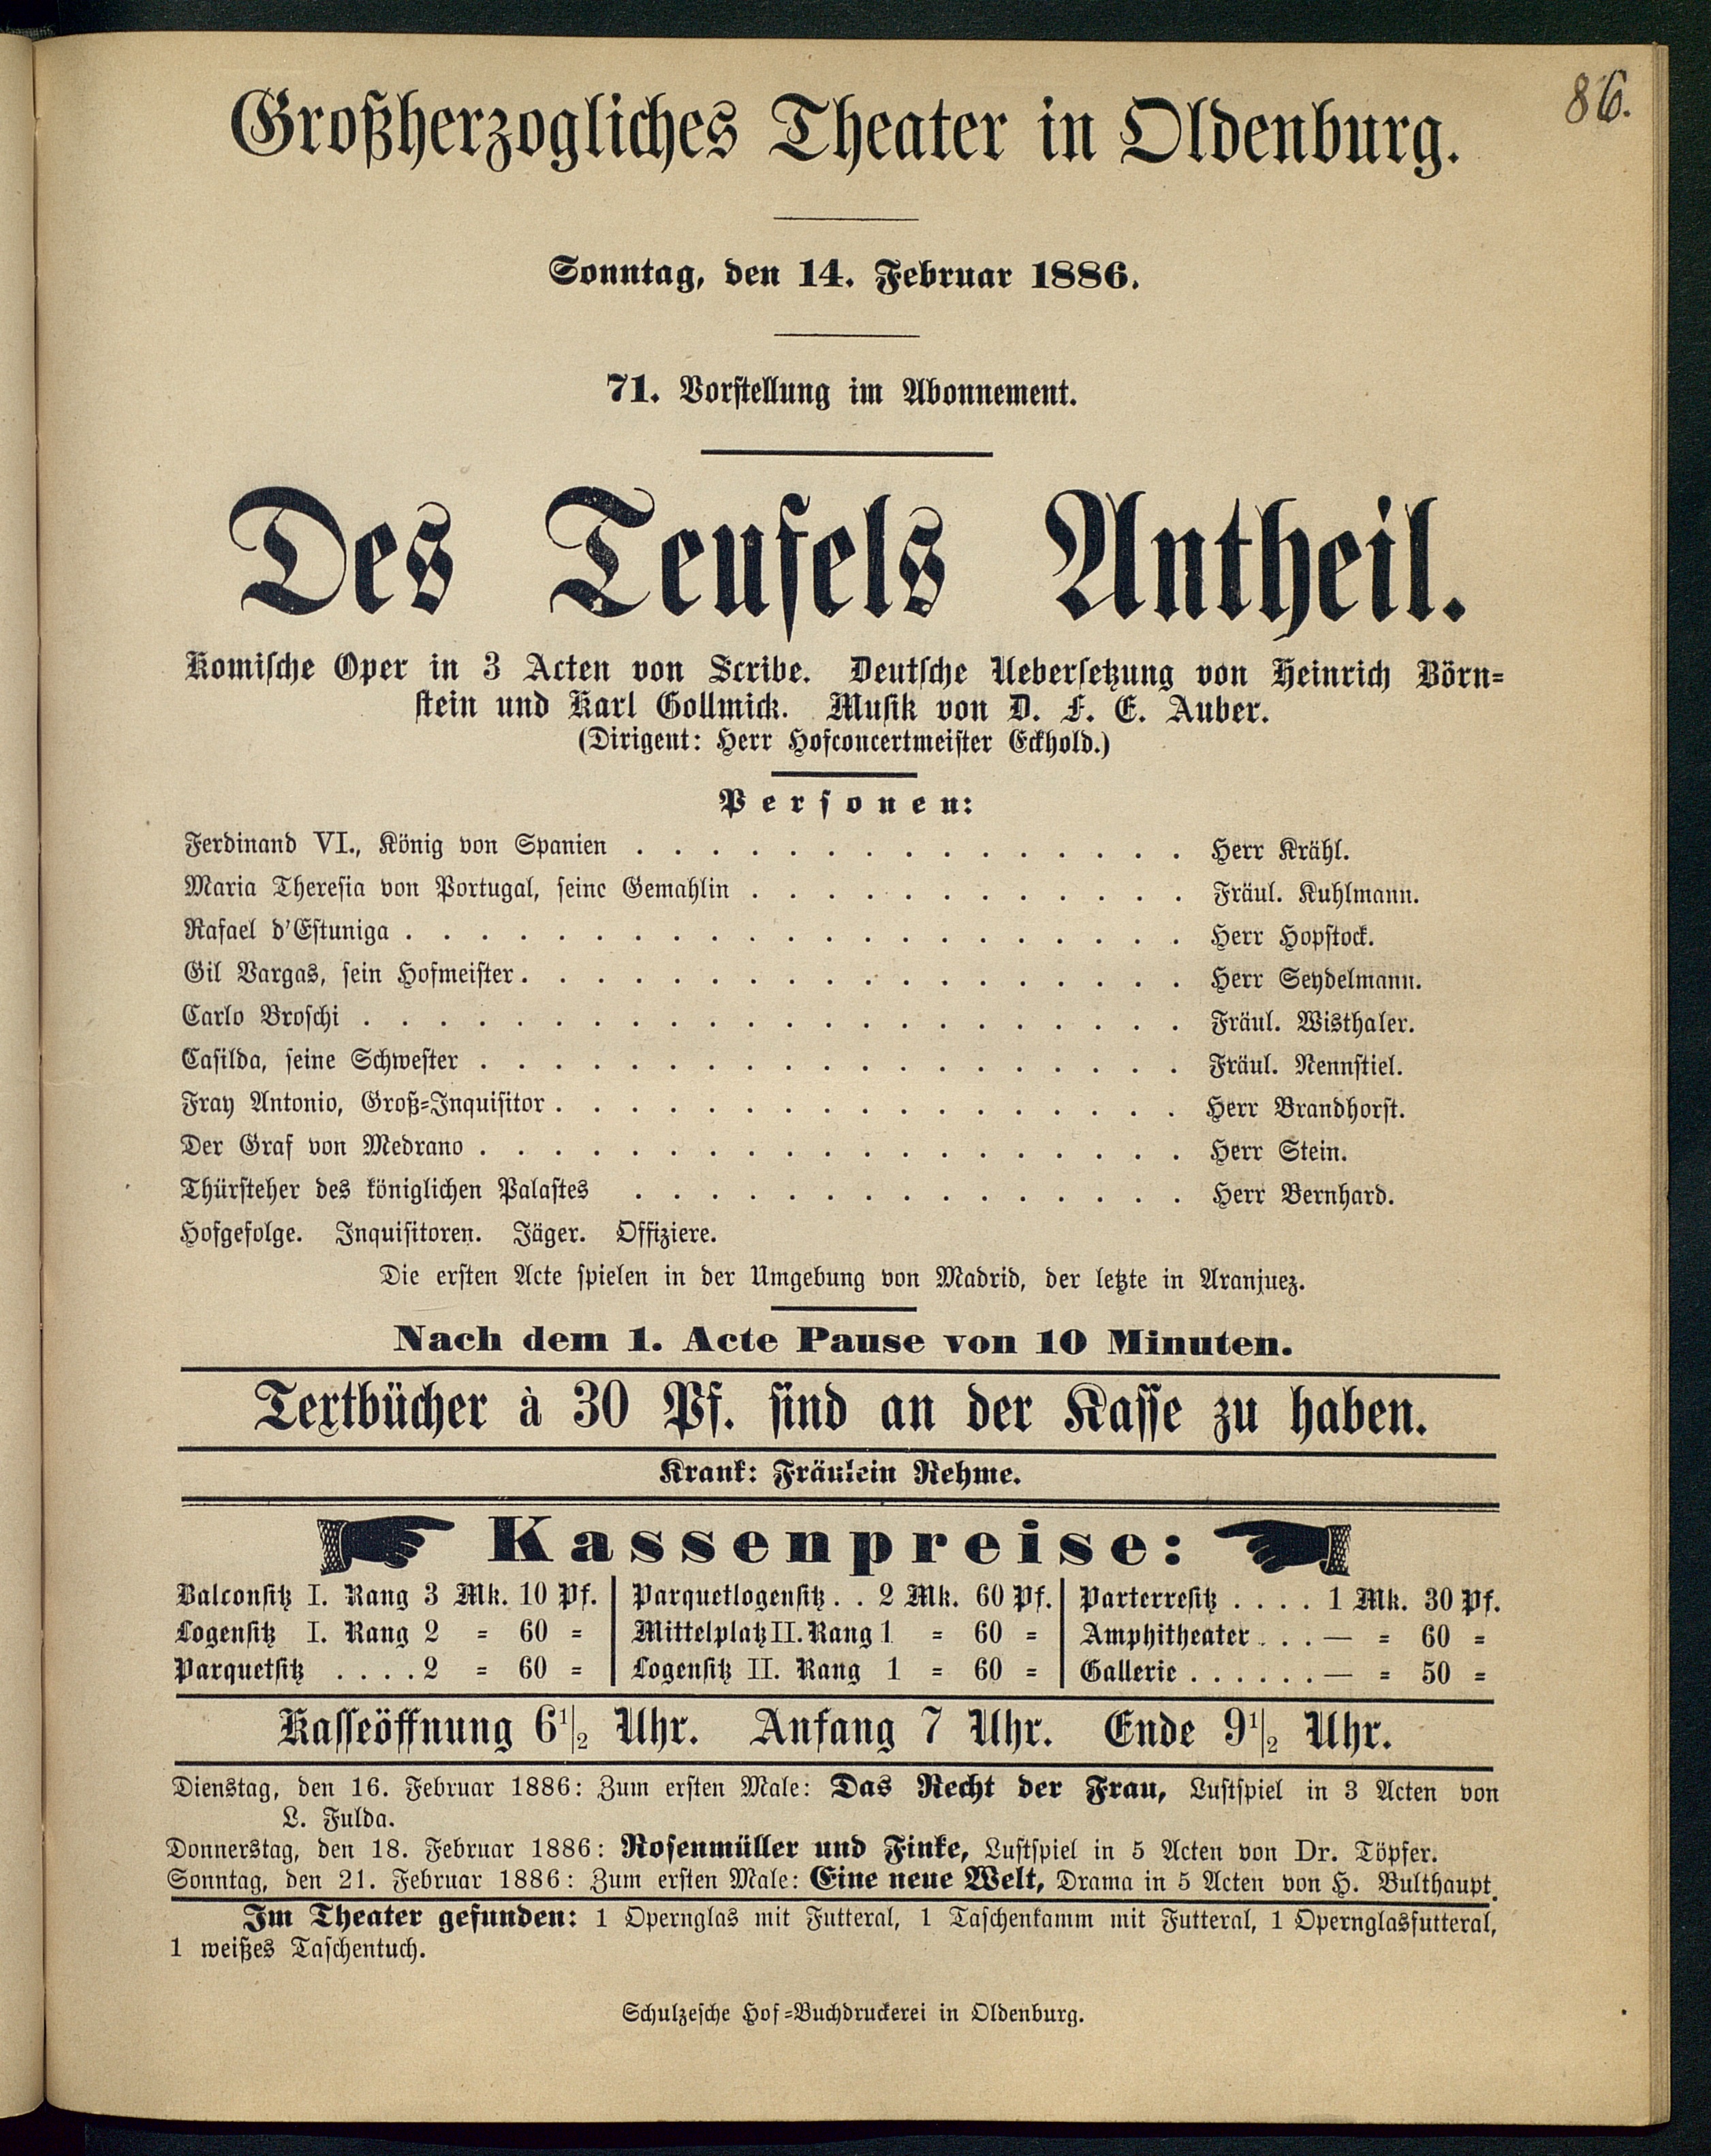 86.
Großherzogliches Theater in Oldenburg.
Sonntag, den 14. Februar 1886.
71. Vorstellung im Abonnement.
Des Teufels Antheil.
Komische Oper in 3 Acten von Scribe. Deutsche Uebersetzung von Heinrich Börn-
stein und Karl Gollmick. Musik von D. F. E. Auber.
(Dirigent: Herr Hofconcertmeister Eckhold.)
Personen:
Ferdinand VI., König von Spanien . . . . . . . . . . . . . . . Herr Krähl.
Maria Theresia von Portugal, seine Gemahlin . . . . . . . . . . . . Fräul. Kuhlmann.
Rafael d'Estuniga . . . . . . . . . . . . . . . . . . . . . Herr Hopstock.
Gil Vargas, sein Hofmeister . . . . . . . . . . . . . . . . . . Herr Seydelmann.
Carlo Broschi . . . . . . . . . . . . . . . . . . . . . . Fräul. Wisthaler.
Casilda, seine Schwester . . . . . . . . . . . . . . . . . . . Fräul. Nennstiel.
Fray Antonio, Groß-Inquisitor . . . . . . . . . . . . . . . . . Herr Brandhorst.
Der Graf von Medrano . . . . . . . . . . . . . . . . . . . Herr Stein.
Thürsteher des königlichen Palastes . . . . . . . . . . . . . . . Herr Bernhard.
Hofgefolge. Inquisitoren. Jäger. Offiziere.
Die ersten Acte spielen in der Umgebung von Madrid, der letzte in Aranjuez.
Nach dem 1. Acte Pause von 10 Minuten.
Textbücher à 30 Pf. sind an der Kasse zu haben.
Krank: Fräulein Rehme.
Kassenpreise:
Balconsitz I. Rang 3 Mk. 10 Pf. Parquetlogensitz . . 2 Mk. 60 Pf. Parterresitz . . . . 1 Mk. 30 Pf.
Logensitz I. Rang 2 = 60 = Mittelplatz II. Rang 1 = 60 = Amphitheater . . . — = 60 =
Parquetsitz . . . . 2 = 60 = Logensitz II. Rang 1 = 60 = Gallerie . . . . . . — = 50 =
Kasseöffnung 6½ Uhr. Anfang 7 Uhr. Ende 9½ Uhr.
Dienstag, den 16. Februar 1886: Zum ersten Male: Das Recht der Frau, Lustspiel in 3 Acten von
L. Fulda.
Donnerstag, den 18. Februar 1886: Rosenmüller und Finke, Lustspiel in 5 Acten von Dr. Töpfer.
Sonntag, den 21. Februar 1886: Zum ersten Male: Eine neue Welt, Drama in 5 Acten von H. Bulthaupt.
Im Theater gefunden: 1 Opernglas mit Futteral, 1 Taschenkamm mit Futteral, 1 Opernglasfutteral,
1 weißes Taschentuch.
Schulzesche Hof-Buchdruckerei in Oldenburg.